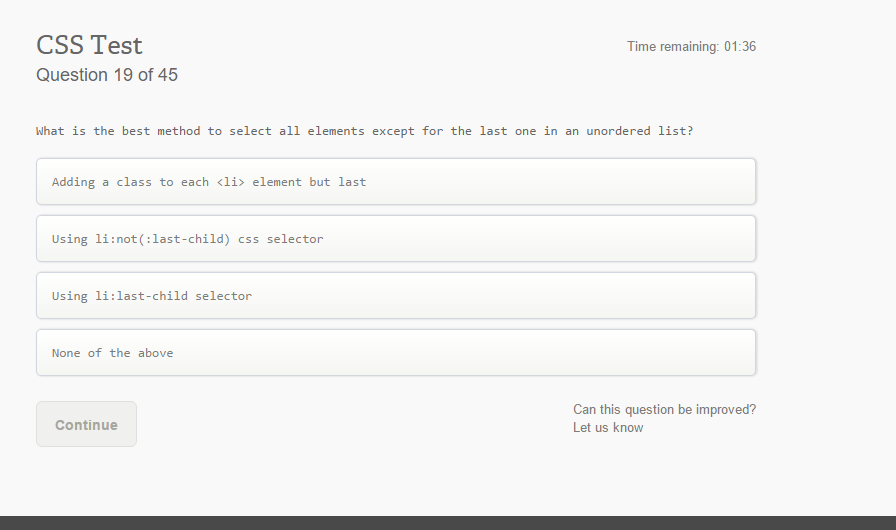 CSS Test
Time remaining: 01:36
Question 19 of 45
What is the best method to select all elements except for the last one in an unordered list?
Adding a class to each <li> element but last
Using li:not(:last-child) css selector
Using li:last-child selector
None of the above
Continue
Can this question be improved?
Let us know